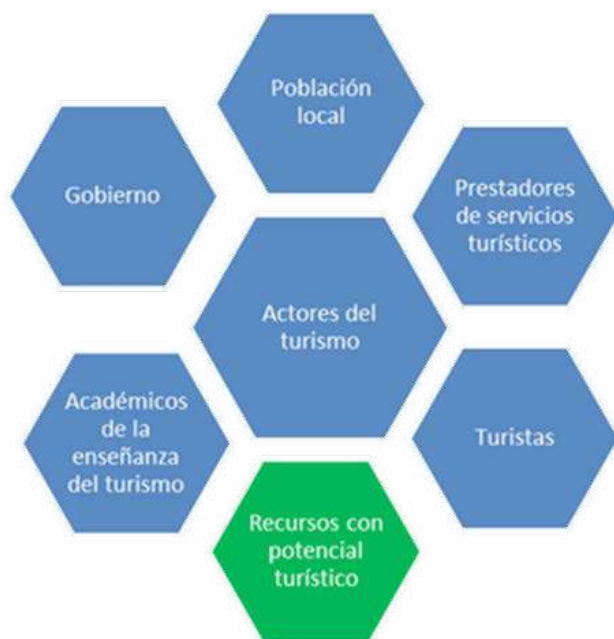 Población
local
Gobierno
Prestadores
de servicios
turísticos
Actores del
turismo
Académicos
de la
enseñanza
del turismo
Turistas
Recursos con
potencial
turístico